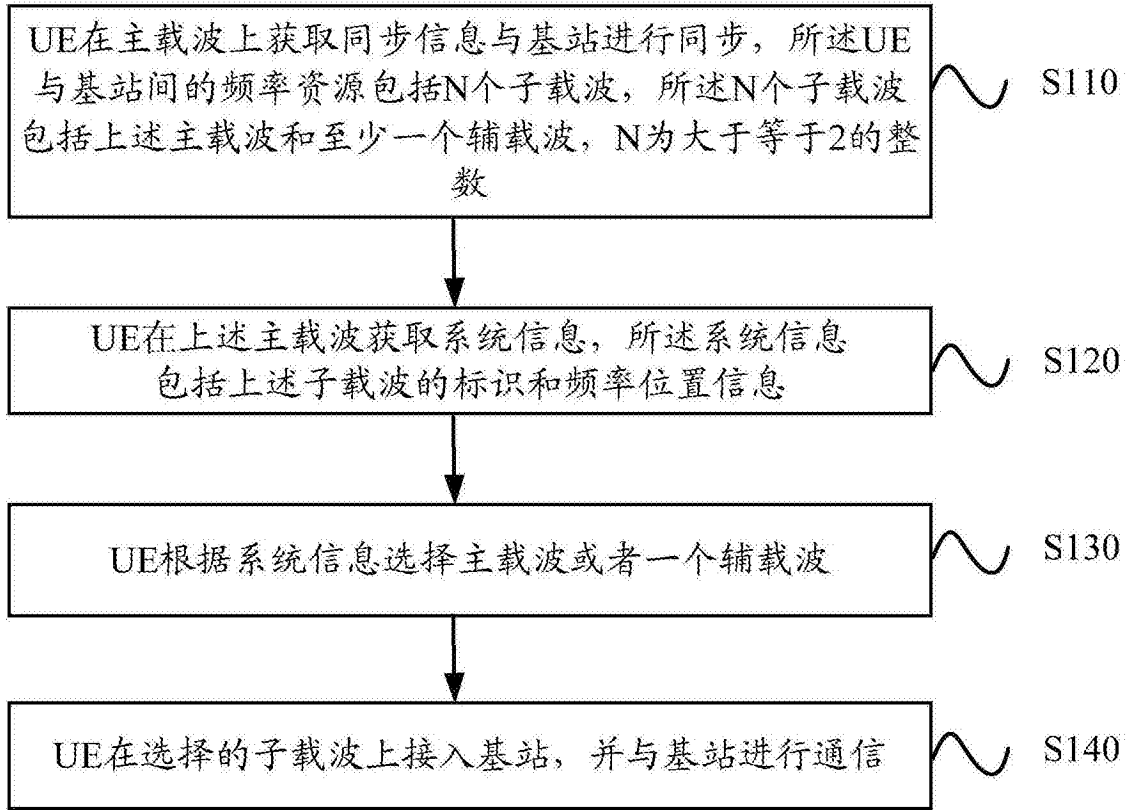 UE在主载波上获取同步信息与基站进行同步，所述UE
与基站间的频率资源包括N个子载波，所述N个子载波
包括上述主载波和至少一个辅载波，N为大于等于2的整
数
S110
UE在上述主载波获取系统信息，所述系统信息
包括上述子载波的标识和频率位置信息
S120
UE根据系统信息选择主载波或者一个辅载波
S130
UE在选择的子载波上接入基站，并与基站进行通信
S140